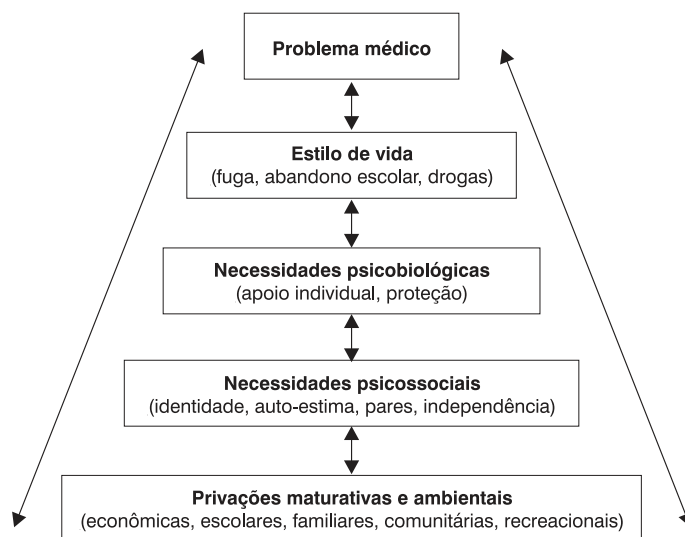 Problema médico
Estilo de vida
(fuga, abandono escolar, drogas)
Necessidades psicobiológicas
(apoio individual, proteção)
Necessidades psicossociais
(identidade, auto-estima, pares, independência)
Privações maturativas e ambientais
(econômicas, escolares, familiares, comunitárias, recreacionais)